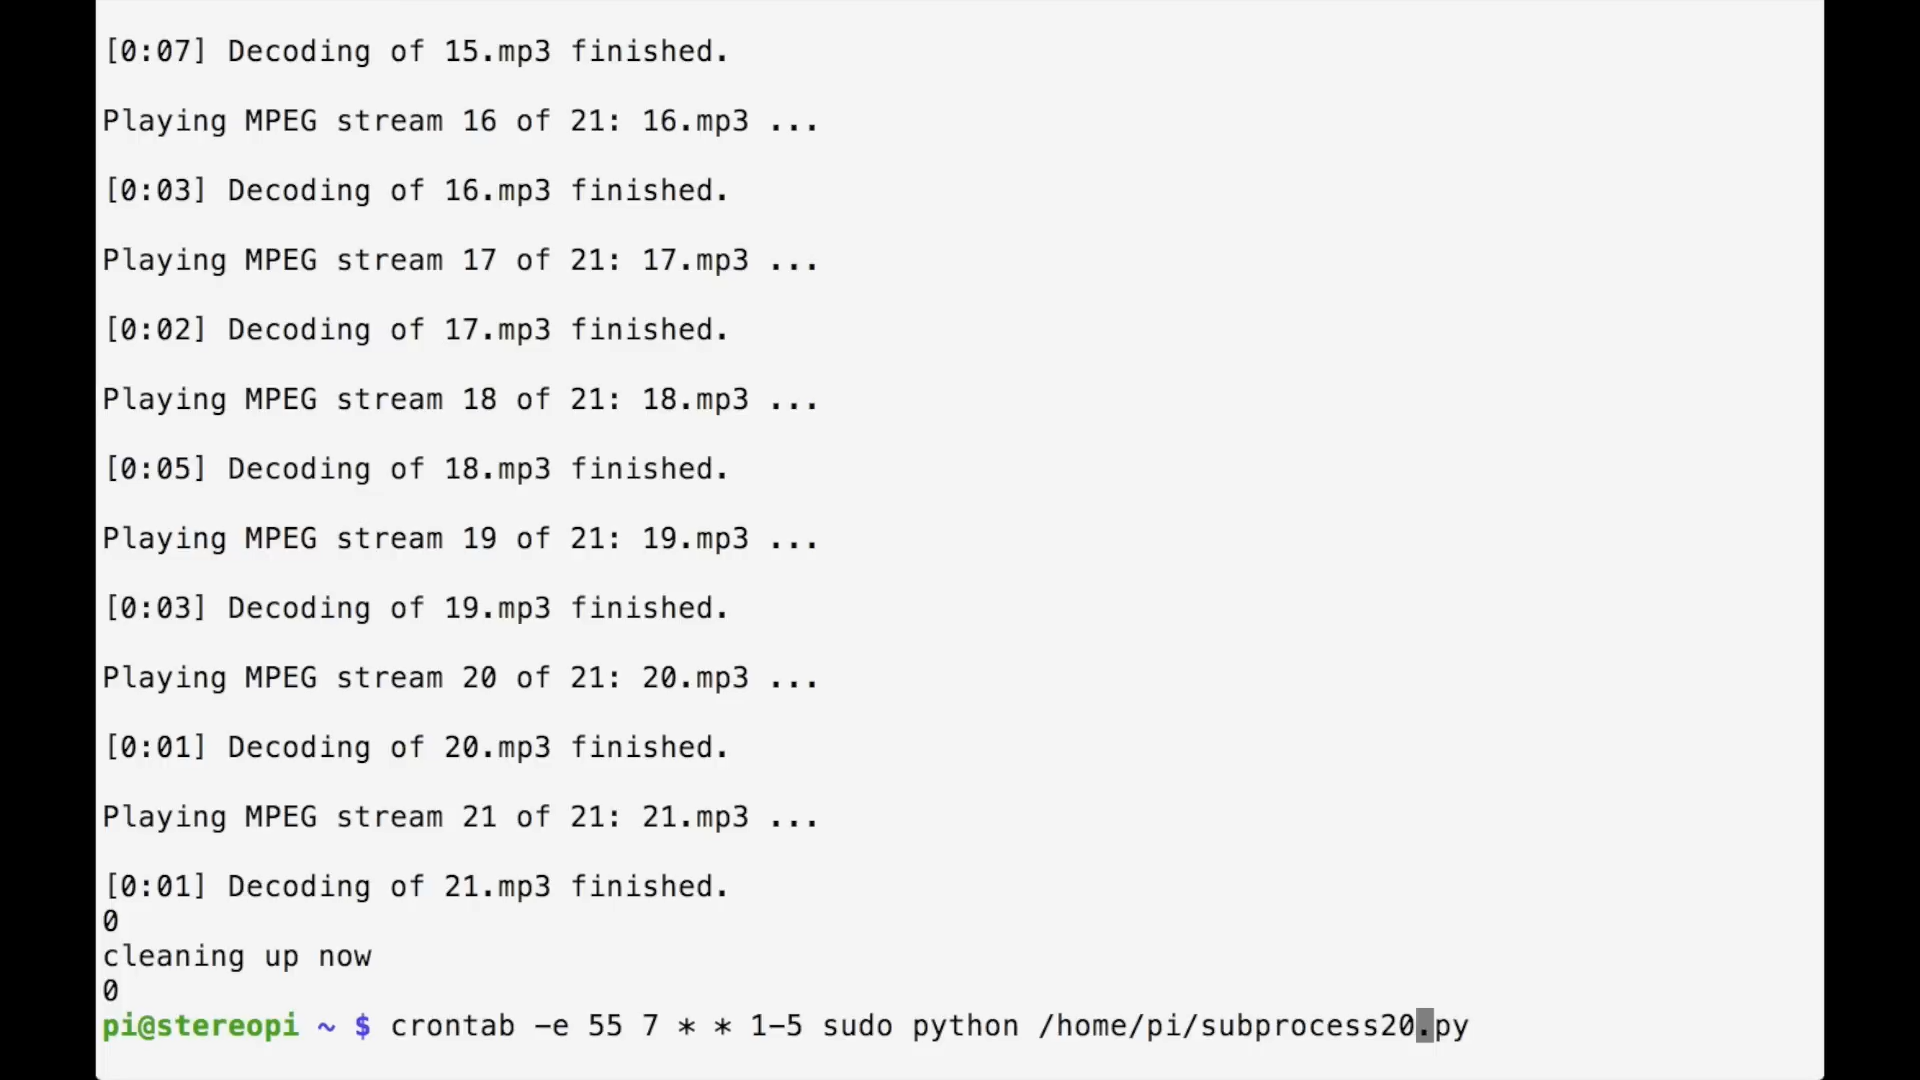 [0:07] Decoding of 15.mp3 finished.
Playing MPEG stream 16 of 21: 16.mp3 ...
[0:03] Decoding of 16.mp3 finished.
Playing MPEG stream 17 of 21: 17.mp3 ...
[0:02] Decoding of 17.mp3 finished.
Playing MPEG stream 18 of 21: 18.mp3 ...
[0:05] Decoding of 18.mp3 finished.
Playing MPEG stream 19 of 21: 19.mp3 ...
[0:03] Decoding of 19.mp3 finished.
Playing MPEG stream 20 of 21: 20.mp3 ...
[0:01] Decoding of 20.mp3 finished.
Playing MPEG stream 21 of 21: 21.mp3 ...
[0:01] Decoding of 21.mp3 finished.
0
cleaning up now
0
pi@stereopi ~ $ crontab -e 55 7 * * 1-5 sudo python /home/pi/subprocess20.py